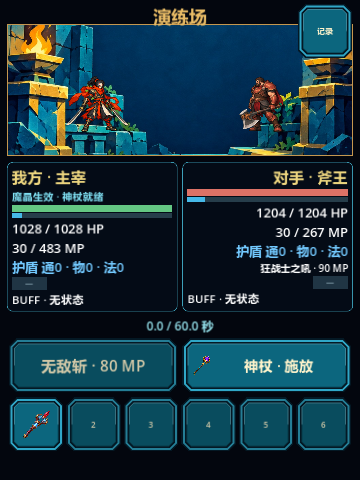 演练场
记录
我方 · 主宰
魔晶生效 · 神杖就绪
1028 / 1028 HP
30 / 483 MP
护盾 通0 · 物0 · 法0
—
BUFF · 无状态
对手 · 斧王
1204 / 1204 HP
30 / 267 MP
护盾 通0 · 物0 · 法0
狂战士之吼 · 90 MP
—
BUFF · 无状态
0.0 / 60.0 秒
无敌斩 · 80 MP
神杖 · 施放
2
3
4
5
6